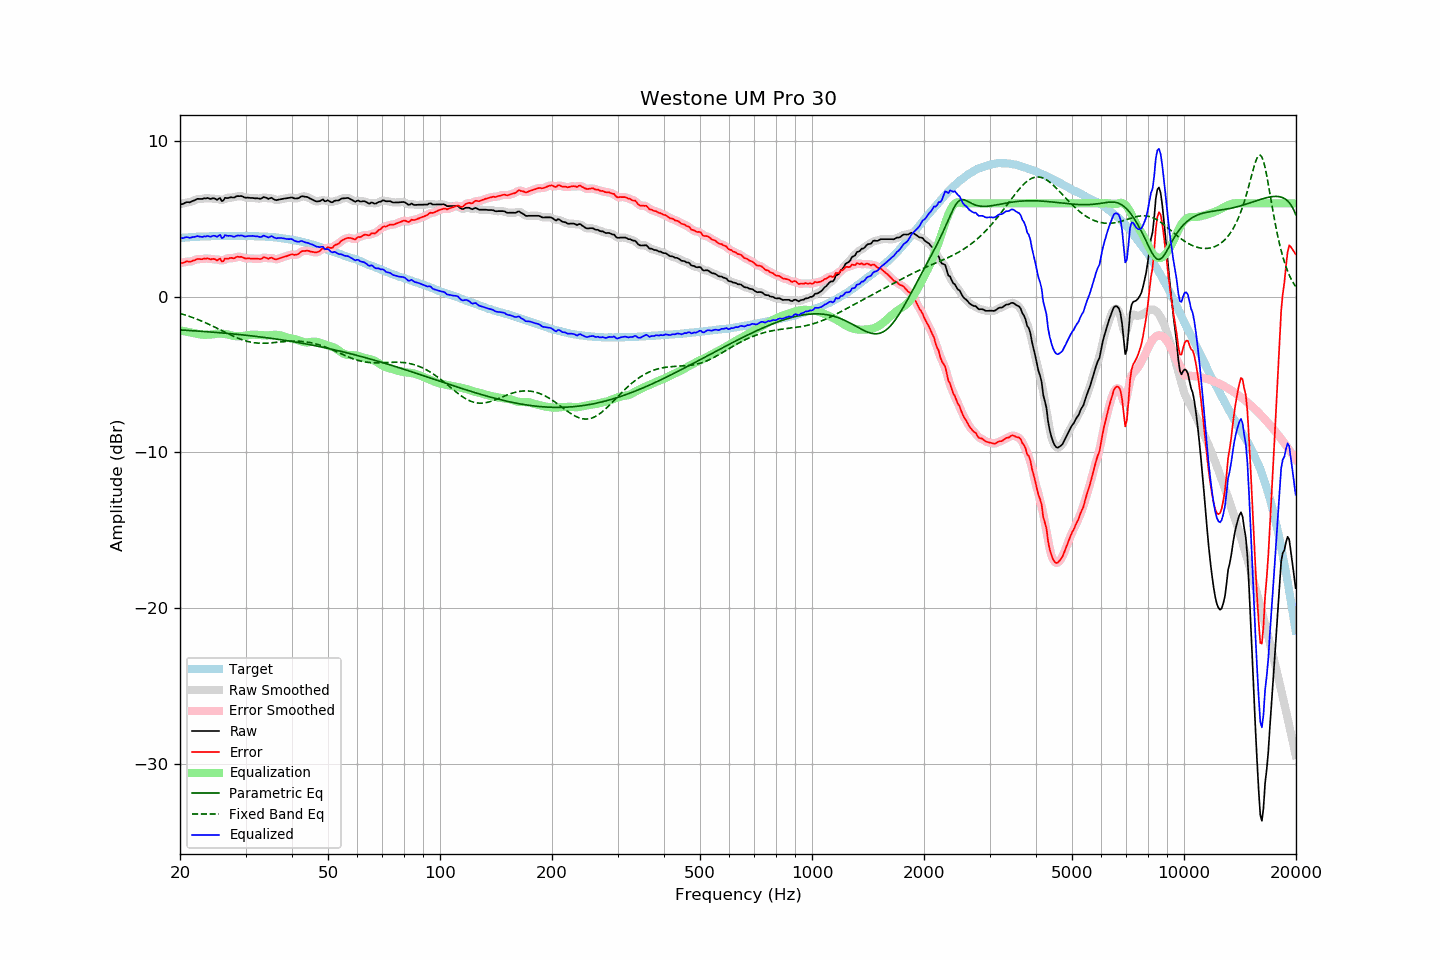 Westone UM Pro 30
Amplitude (dBr)
10
0
−10
−20
−30
Target
Raw Smoothed
Error Smoothed
Raw
Error
Equalization
Parametric Eq
Fixed Band Eq
Equalized
20 50 100 200 500 1000 2000 5000 10000 20000
Frequency (Hz)